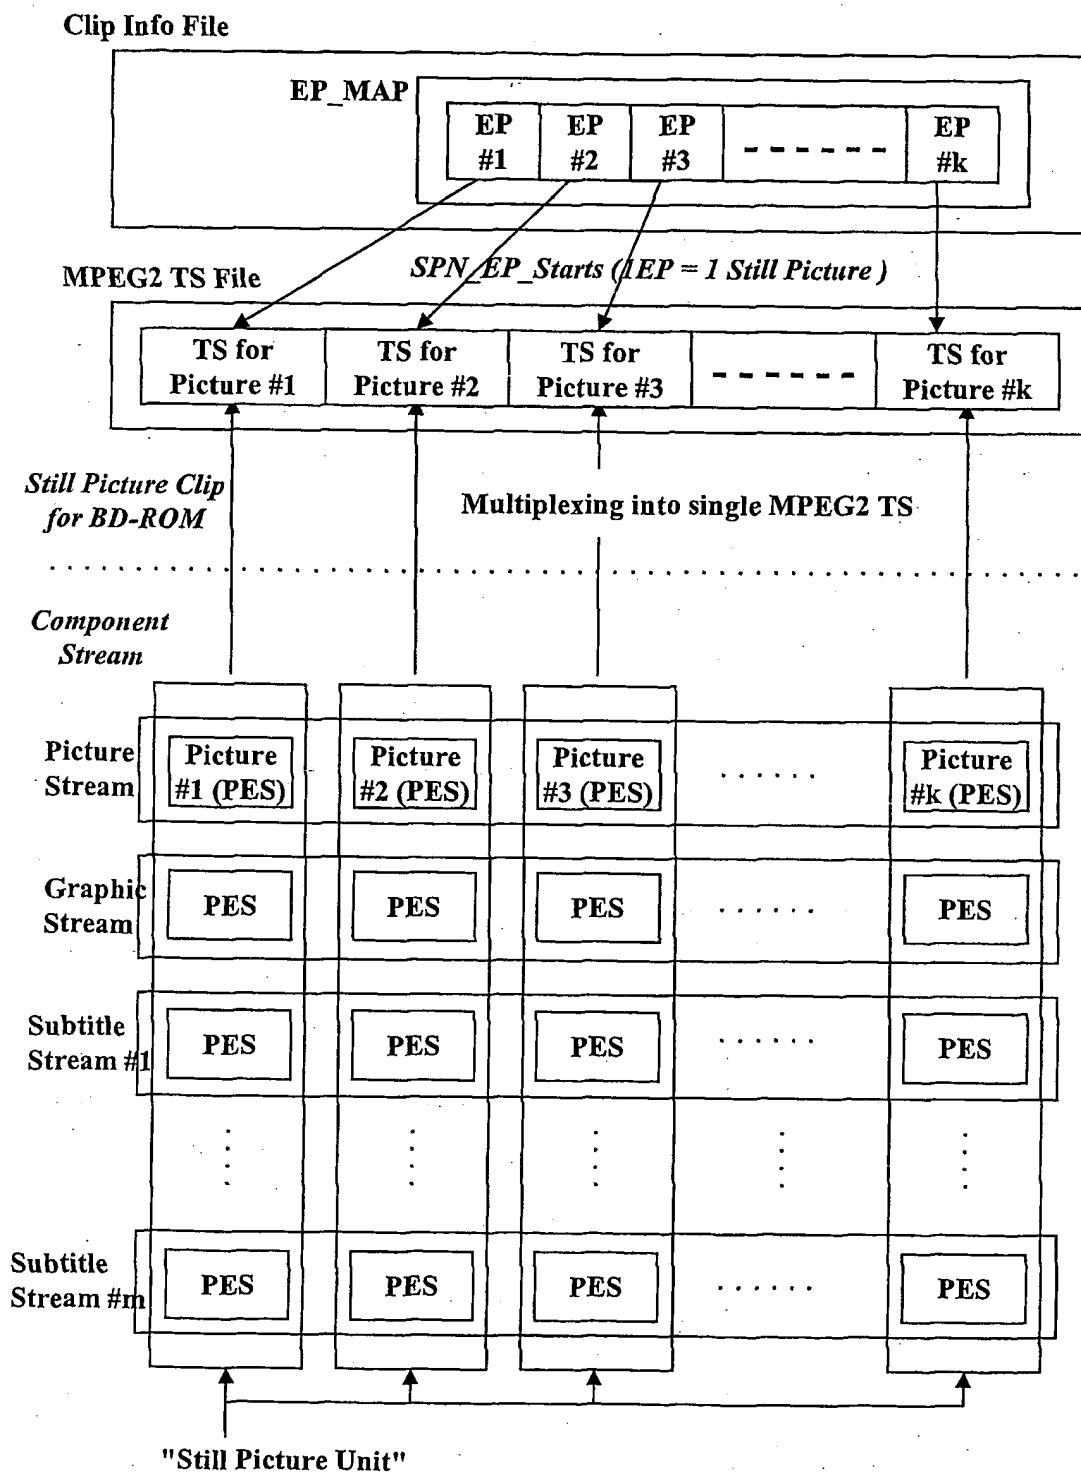 Clip Info File
EP_MAP
EP #1
EP #2
EP #3
EP #k
SPN_EP_Starts (1EP = 1 Still Picture )
MPEG2 TS File
TS for Picture #1
TS for Picture #2
TS for Picture #3
TS for Picture #k
Still Picture Clip
for BD-ROM
Multiplexing into single MPEG2 TS
Component
Stream
Picture
Stream
Picture #1 (PES)
Picture #2 (PES)
Picture #3 (PES)
Picture #k (PES)
Graphic
Stream
PES
PES
PES
PES
Subtitle
Stream #1
PES
PES
PES
PES
Subtitle
Stream #m
PES
PES
PES
PES
"Still Picture Unit"